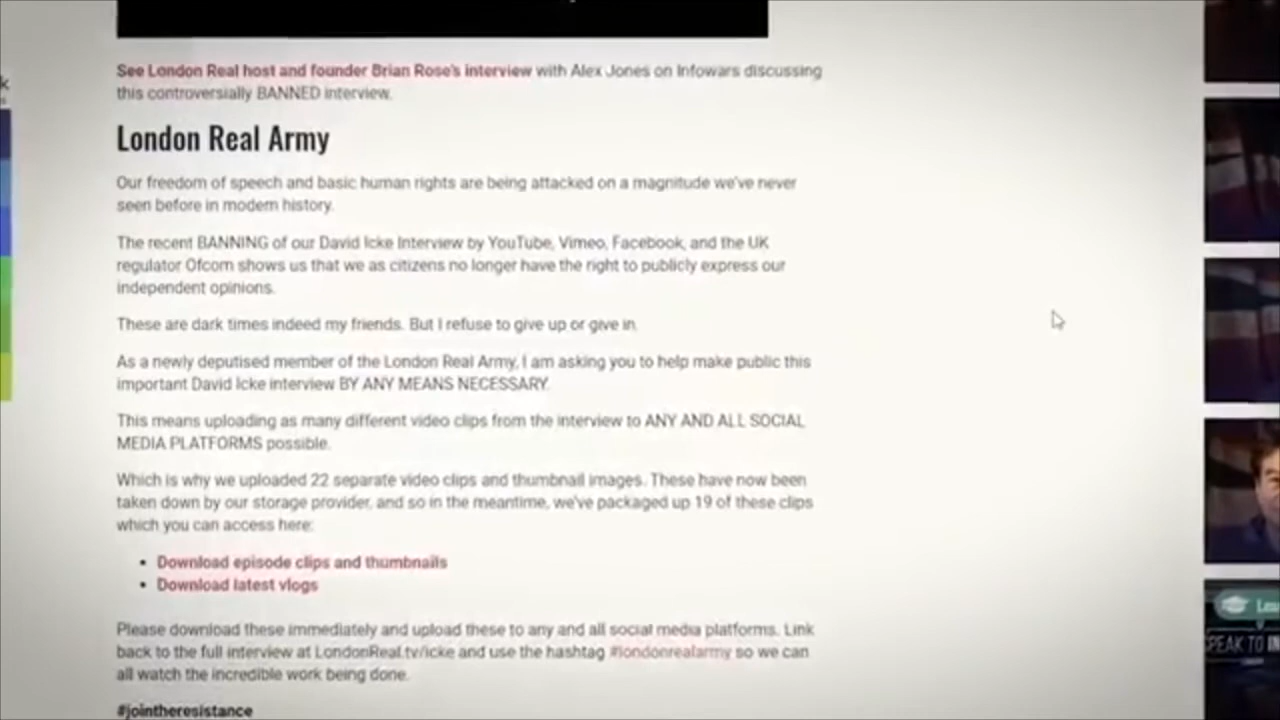 k
See London Real host and founder Brian Rose's interview with Alex Jones on Infowars discussing
this controversially BANNED interview.
London Real Army
Our freedom of speech and basic human rights are being attacked on a magnitude we've never
seen before in modern history.
The recent BANNING of our David Icke Interview by YouTube, Vimeo, Facebook, and the UK
regulator Ofcom shows us that we as citizens no longer have the right to publicly express our
independent opinions.
These are dark times indeed my friends. But I refuse to give up or give in.
As a newly deputised member of the London Real Army, I am asking you to help make public this
important David Icke interview BY ANY MEANS NECESSARY.
This means uploading as many different video clips from the interview to ANY AND ALL SOCIAL
MEDIA PLATFORMS possible.
Which is why we uploaded 22 separate video clips and thumbnail images. These have now been
taken down by our storage provider, and so in the meantime, we've packaged up 19 of these clips
which you can access here:
• Download episode clips and thumbnails
• Download latest vlogs
Please download these immediately and upload these to any and all social media platforms. Link
back to the full interview at LondonReal.tv/icke and use the hashtag #londonrealarmy so we can
all watch the incredible work being done.
#jointheresistance
SPEAK TO IN